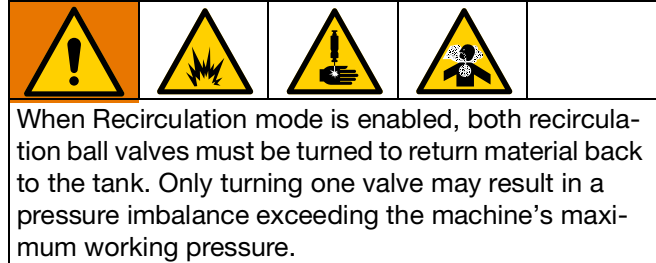 When Recirculation mode is enabled, both recircula-
tion ball valves must be turned to return material back
to the tank. Only turning one valve may result in a
pressure imbalance exceeding the machine’s maxi-
mum working pressure.